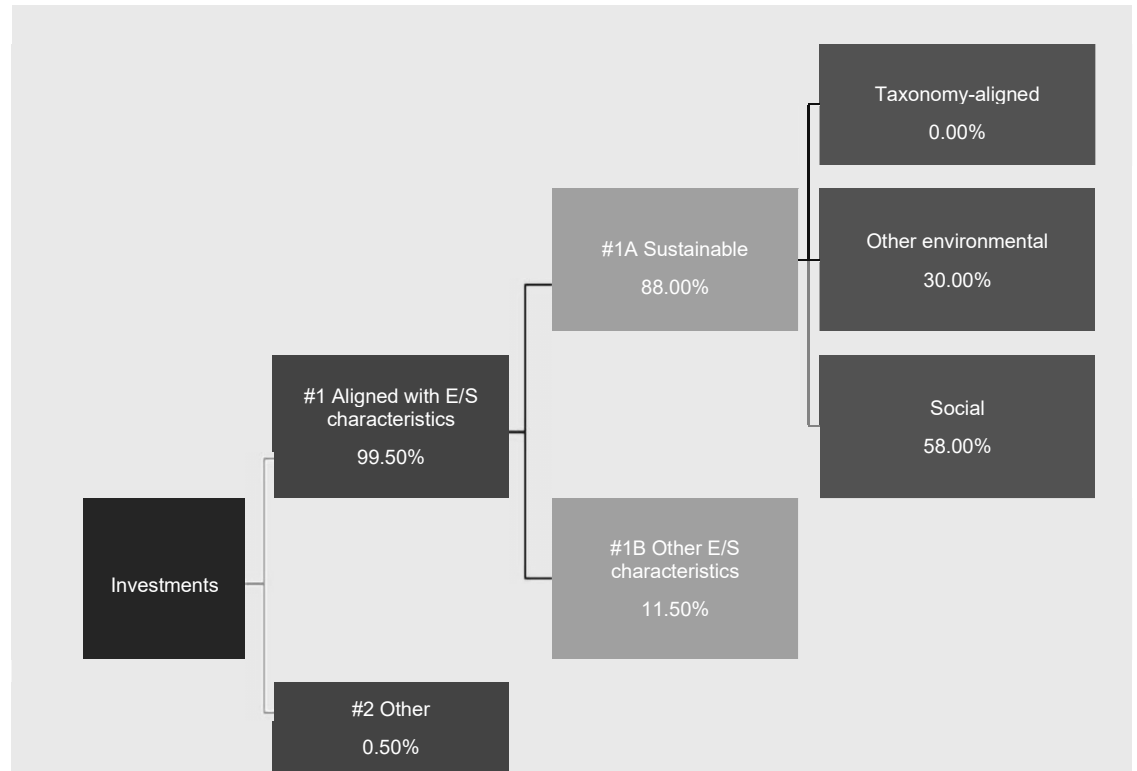 Taxonomy-aligned
0.00%
#1A Sustainable
88.00%
Other environmental
30.00%
#1 Aligned with E/S
characteristics
99.50%
Social
58.00%
Investments
#1B Other E/S
characteristics
11.50%
#2 Other
0.50%